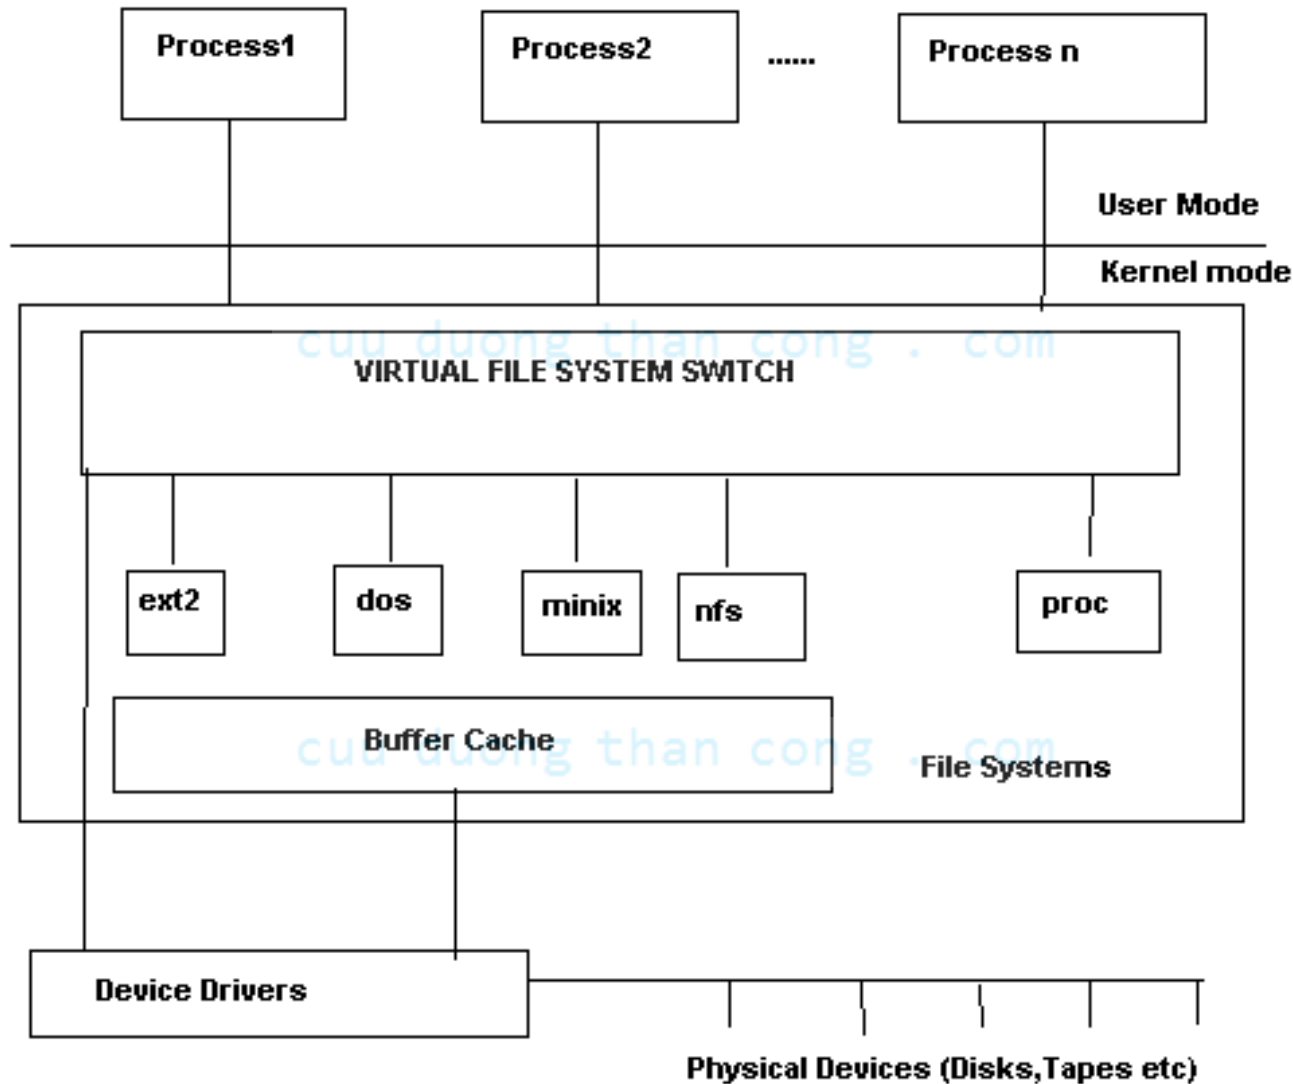 Process1
Process2
......
Process n
User Mode
Kernel mode
cuu duong than cong . com
VIRTUAL FILE SYSTEM SWITCH
ext2
dos
minix
nfs
proc
Buffer Cache
cuu duong than cong . com
File Systems
Device Drivers
Physical Devices (Disks,Tapes etc)